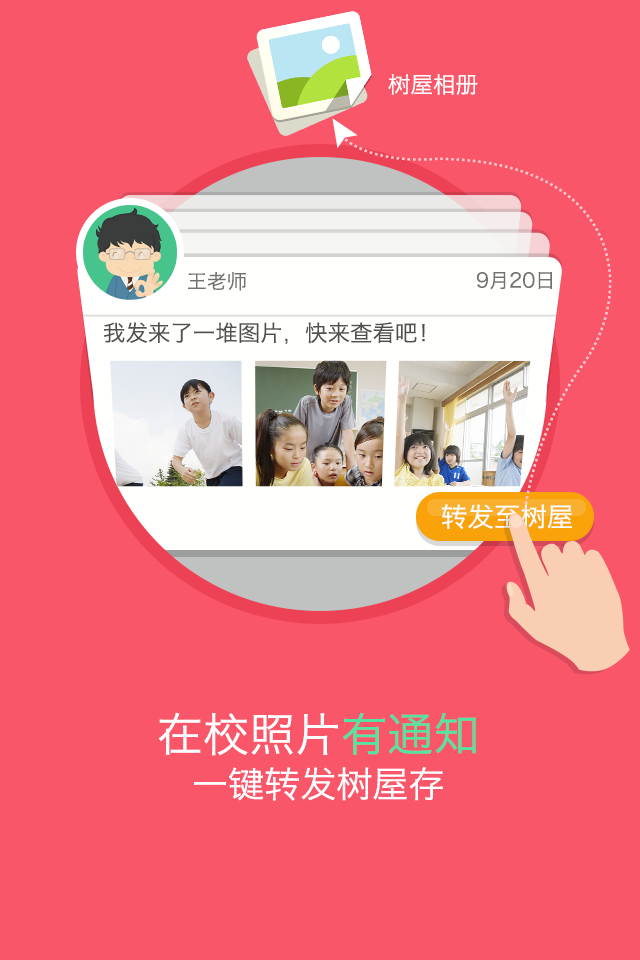 树屋相册
王老师
9月20日
我发来了一堆图片，快来查看吧！
转发至树屋
在校照片有通知
一键转发树屋存